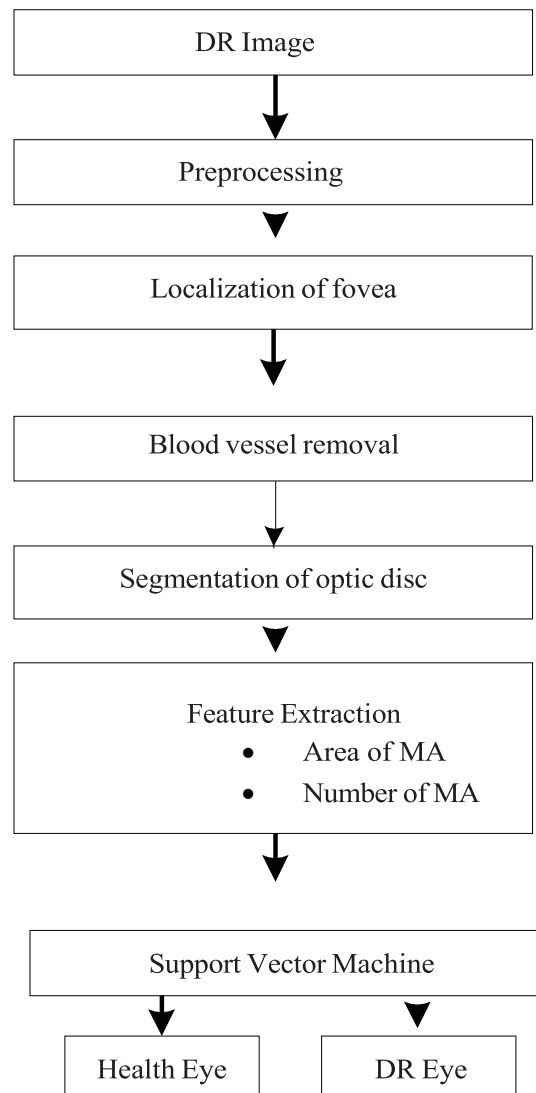 DR Image
Preprocessing
Localization of fovea
Blood vessel removal
Segmentation of optic disc
Feature Extraction
• Area of MA
• Number of MA
Support Vector Machine
Health Eye
DR Eye